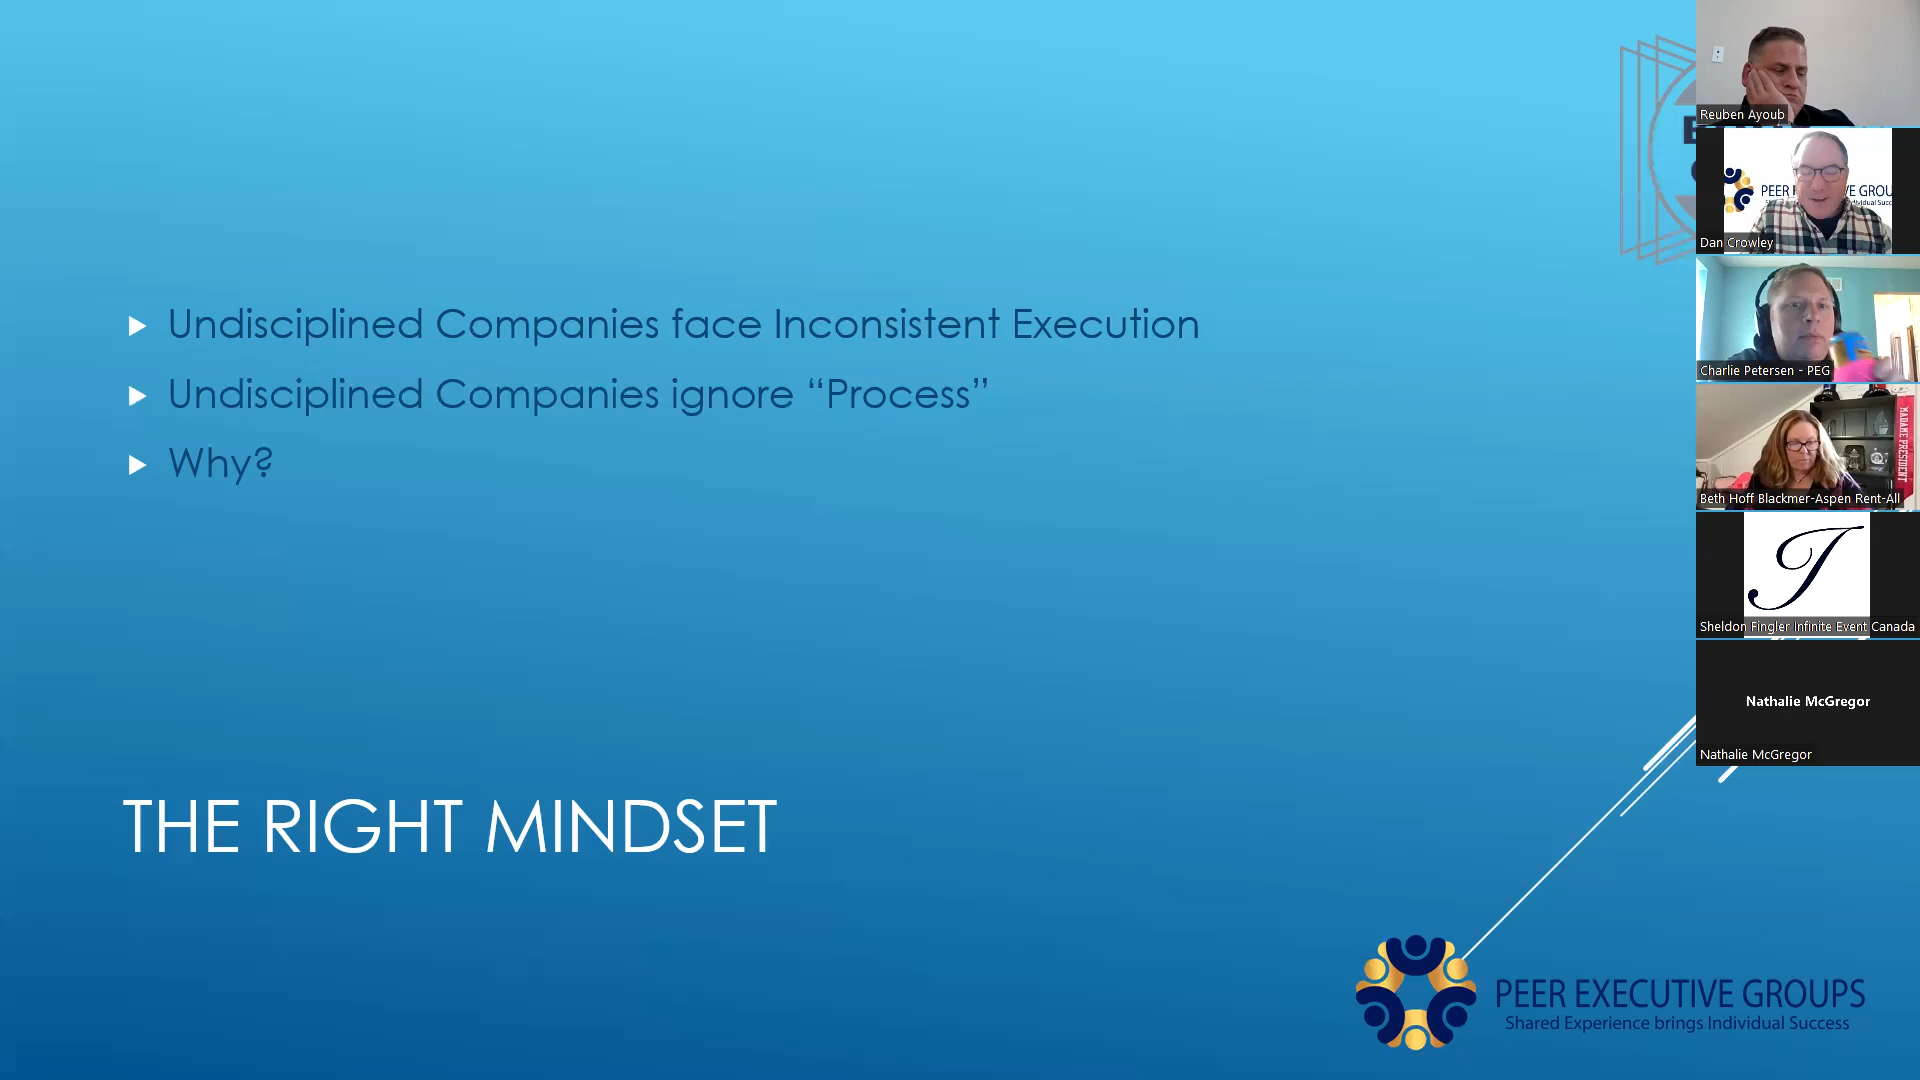 Undisciplined Companies face Inconsistent Execution
Undisciplined Companies ignore “Process”
Why?
THE RIGHT MINDSET
PEER EXECUTIVE GROUPS
Shared Experience brings Individual Success
Reuben Ayoub
Dan Crowley
Charlie Petersen - PEG
MADAME PRESIDENT
Beth Hoff Blackmer-Aspen Rent-All
Sheldon Fingler Infinite Event Canada
Nathalie McGregor
Nathalie McGregor